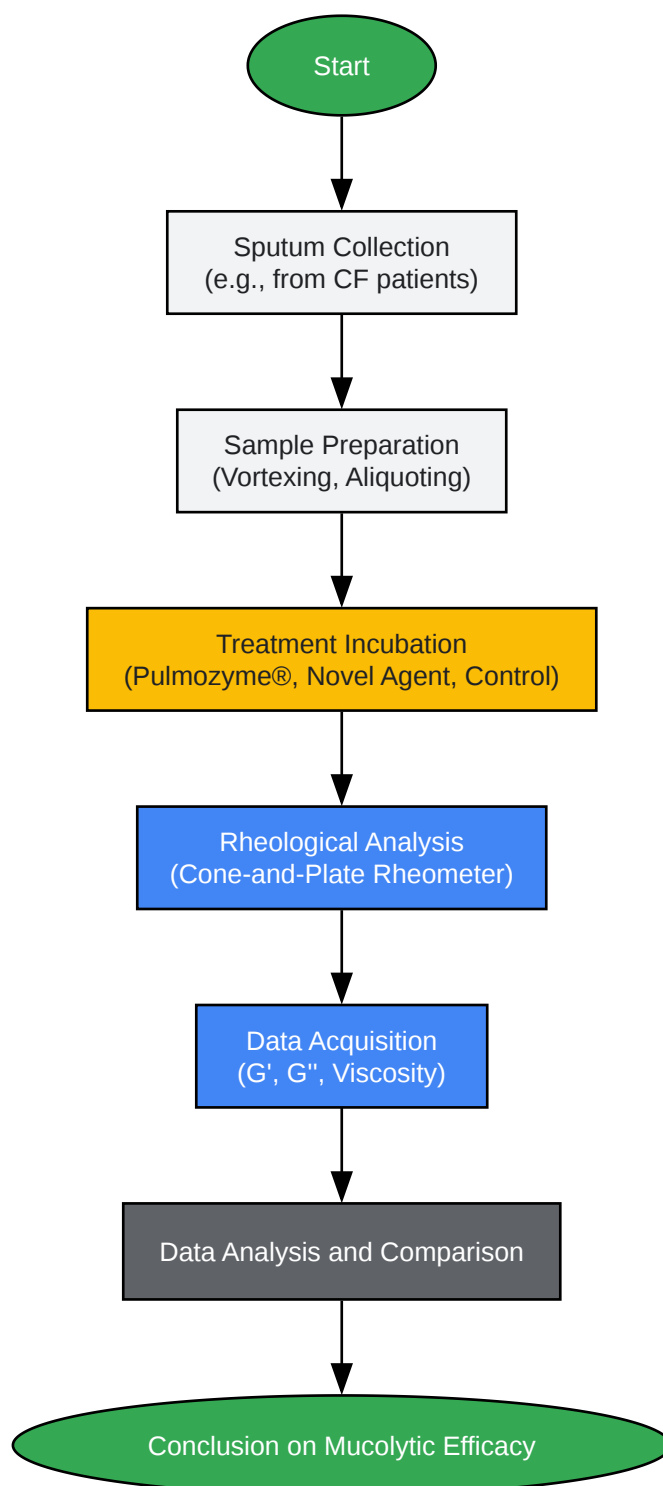 Start
Sputum Collection
(e.g., from CF patients)
Sample Preparation
(Vortexing, Aliquoting)
Treatment Incubation
(Pulmozyme®, Novel Agent, Control)
Rheological Analysis
(Cone-and-Plate Rheometer)
Data Acquisition
(G', G'', Viscosity)
Data Analysis and Comparison
Conclusion on Mucolytic Efficacy